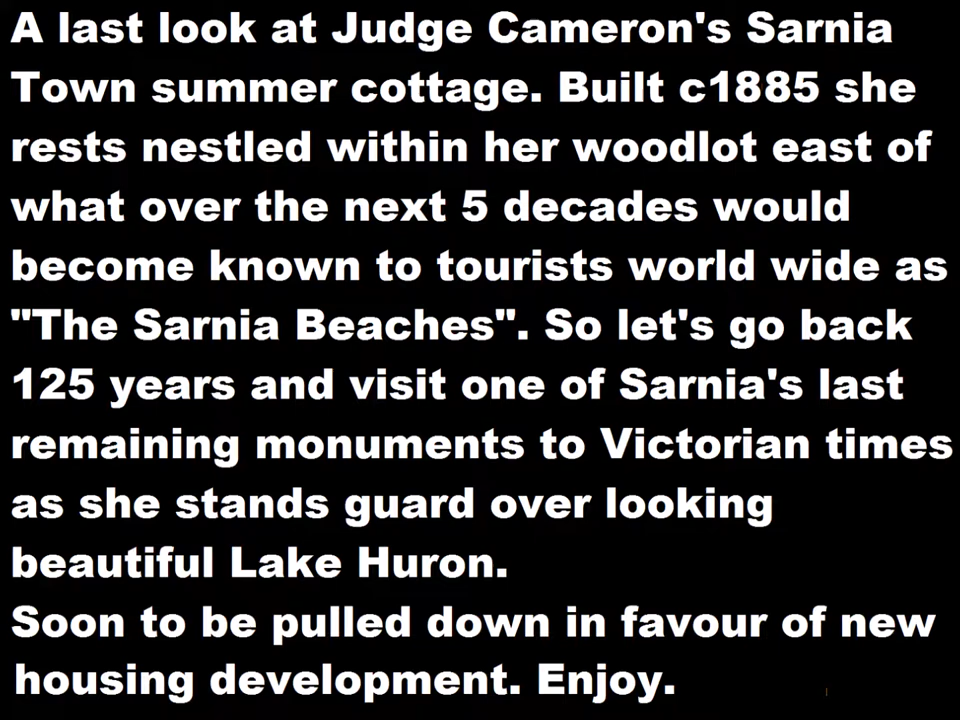 A last look at Judge Cameron's Sarnia
Town summer cottage. Built c1885 she
rests nestled within her woodlot east of
what over the next 5 decades would
become known to tourists world wide as
"The Sarnia Beaches". So let's go back
125 years and visit one of Sarnia's last
remaining monuments to Victorian times
as she stands guard over looking
beautiful Lake Huron.
Soon to be pulled down in favour of new
housing development. Enjoy.